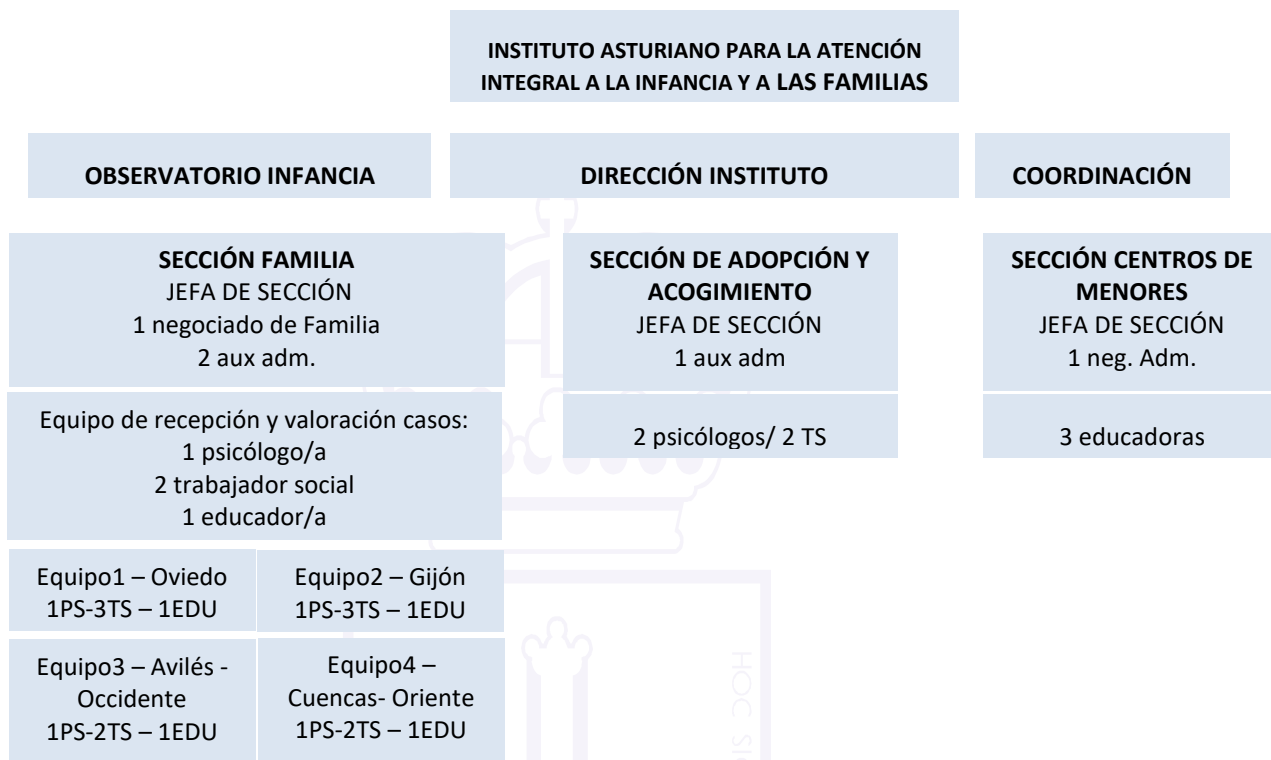 INSTITUTO ASTURIANO PARA LA ATENCIÓN
INTEGRAL A LA INFANCIA Y A LAS FAMILIAS
OBSERVATORIO INFANCIA
DIRECCIÓN INSTITUTO
COORDINACIÓN
SECCIÓN FAMILIA
JEFA DE SECCIÓN
1 negociado de Familia
2 aux adm.
SECCIÓN DE ADOPCIÓN Y
ACOGIMIENTO
JEFA DE SECCIÓN
1 aux adm
SECCIÓN CENTROS DE
MENORES
JEFA DE SECCIÓN
1 neg. Adm.
Equipo de recepción y valoración casos:
1 psicólogo/a
2 trabajador social
1 educador/a
2 psicólogos/ 2 TS
3 educadoras
Equipo1 – Oviedo
1PS-3TS – 1EDU
Equipo2 – Gijón
1PS-3TS – 1EDU
Equipo3 – Avilés -
Occidente
1PS-2TS – 1EDU
Equipo4 –
Cuencas- Oriente
1PS-2TS – 1EDU
HOC